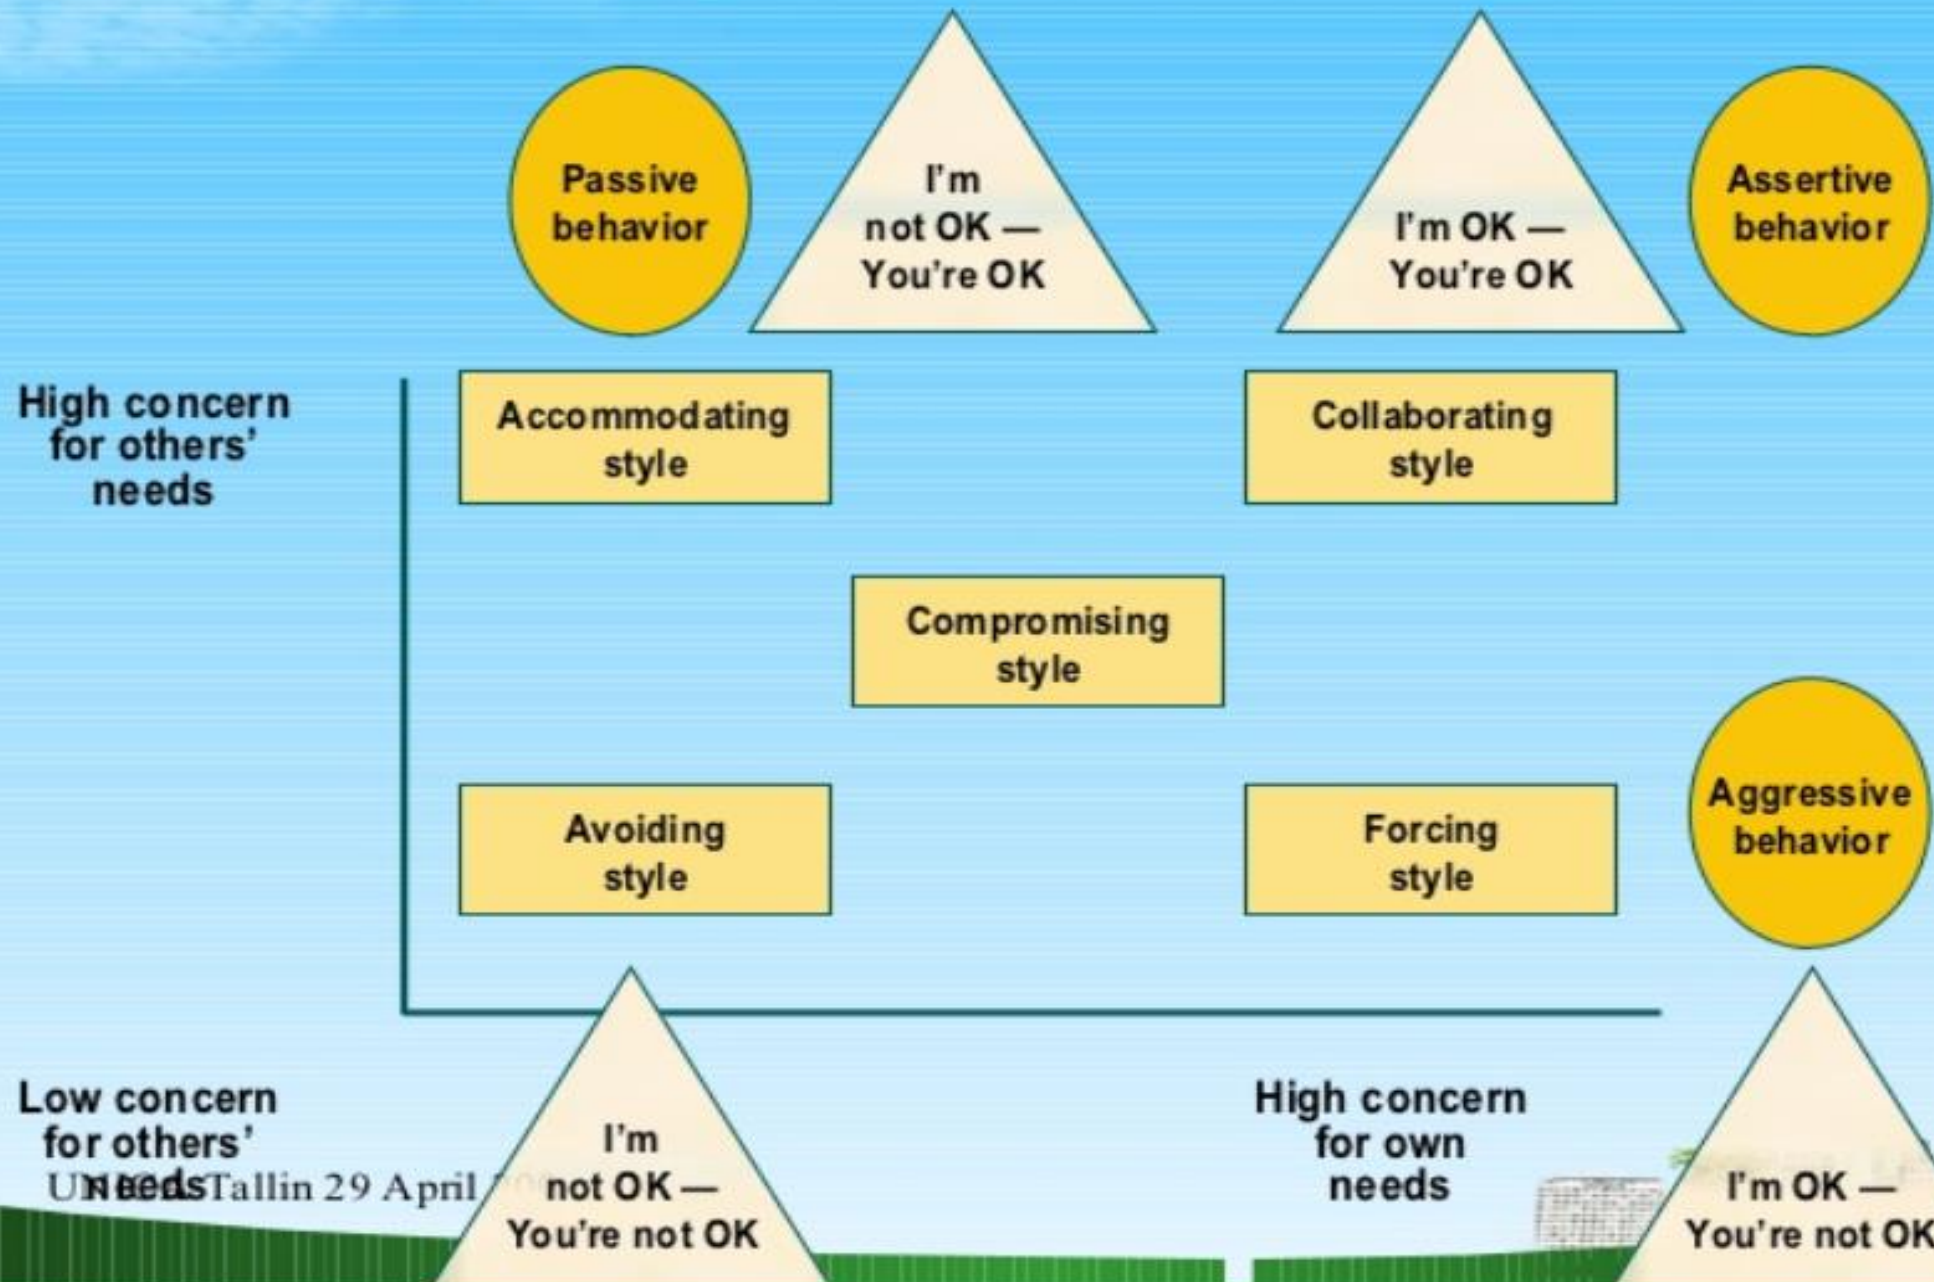 Passive
behavior
I'm
not OK —
You're OK
I'm OK —
You're OK
Assertive
behavior
High concern
for others'
needs
Accommodating
style
Collaborating
style
Compromising
style
Avoiding
style
Forcing
style
Aggressive
behavior
Low concern
for others'
needs
Tallin 29 April
I'm
not OK —
You're not OK
High concern
for own
needs
I'm OK —
You're not OK